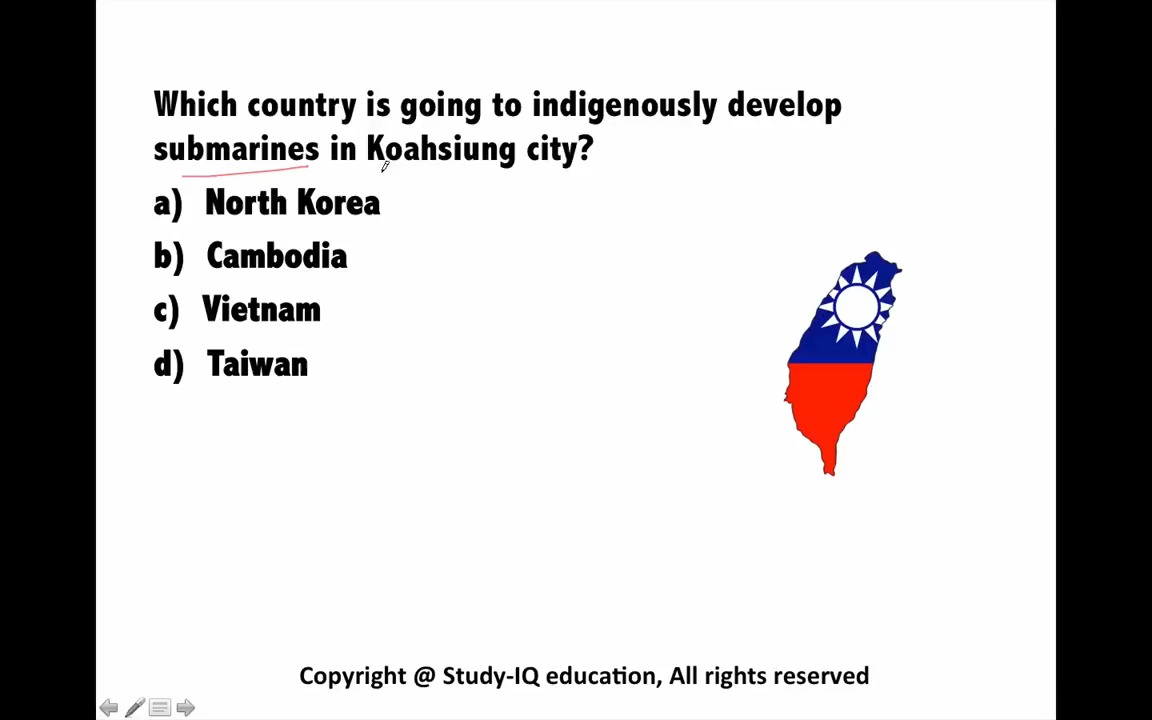 Which country is going to indigenously develop
submarines in Koahsiung city?
a) North Korea
b) Cambodia
c) Vietnam
d) Taiwan
Copyright @ Study-IQ education, All rights reserved